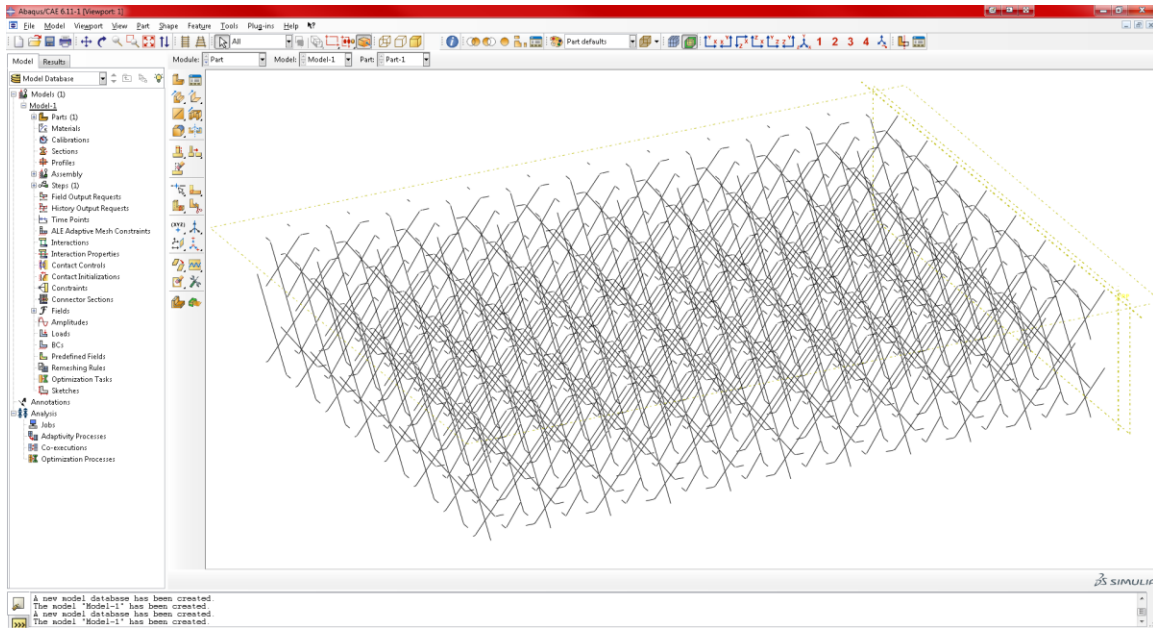 Abaqus/CAE 6.11-1 [Viewport: 1]
File Model Viewport View Part Shape Feature Tools Plug-ins Help
All Part defaults 1 2 3 4
Model Results Module: Part Model: Model-1 Part: Part-1
Model Database
Models (1)
Model-1
Parts (1)
Materials
Calibrations
Sections
Profiles
Assembly
Steps (1)
Field Output Requests
History Output Requests
Time Points
ALE Adaptive Mesh Constraints
Interactions
Interaction Properties
Contact Controls
Contact Initializations
Constraints
Connector Sections
Fields
Amplitudes
Loads
BCs
Predefined Fields
Remeshing Rules
Optimization Tasks
Sketches
Annotations
Analysis
Jobs
Adaptivity Processes
Co-executions
Optimization Processes
(XYZ)
SIMULIA
A new model database has been created.
The model "Model-1" has been created.
A new model database has been created.
The model "Model-1" has been created.
>>>